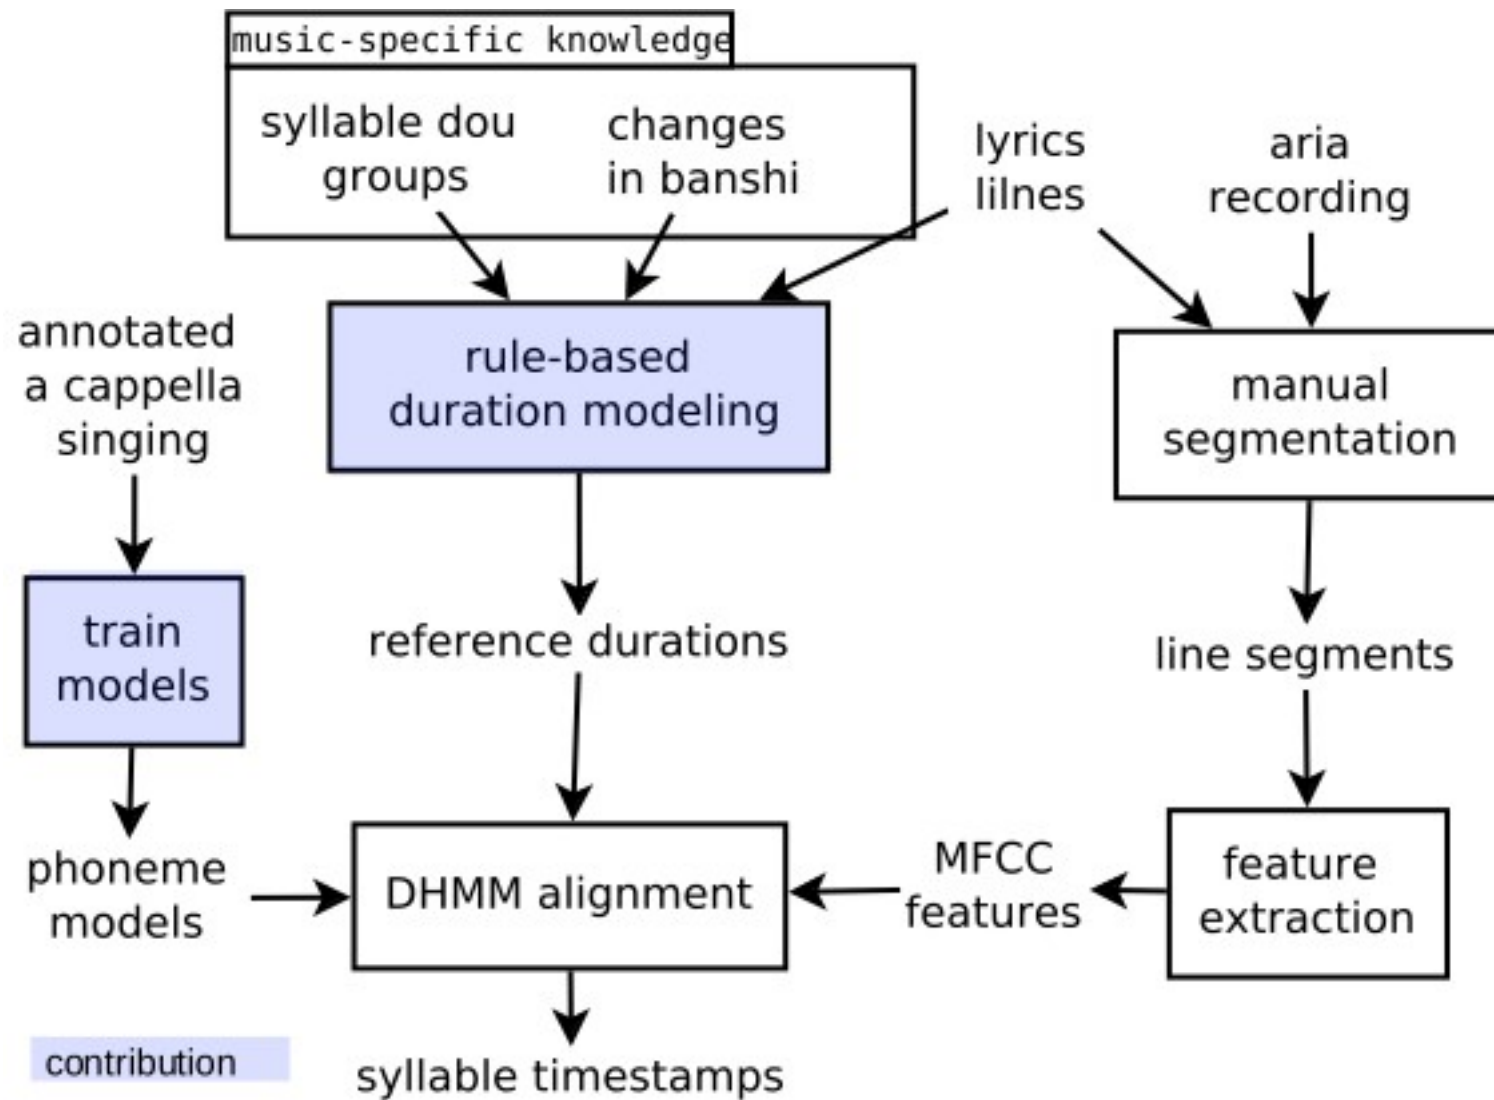 music-specific knowledge
syllable dou
groups
changes
in banshi
lyrics
lilnes
aria
recording
annotated
a cappella
singing
rule-based
duration modeling
manual
segmentation
train
models
reference durations
line segments
phoneme
models
DHMM alignment
MFCC
features
feature
extraction
contribution
syllable timestamps